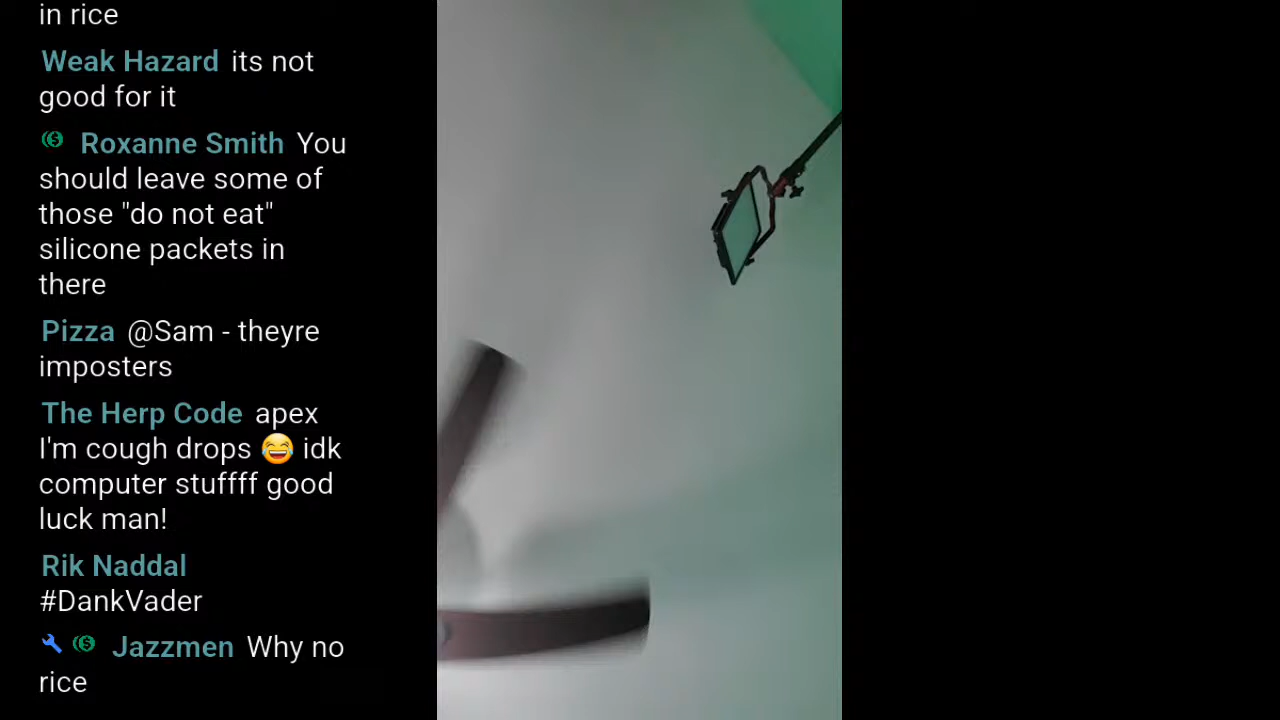 in rice
Weak Hazard its not
good for it
Roxanne Smith You
should leave some of
those "do not eat"
silicone packets in
there
Pizza @Sam - theyre
imposters
The Herp Code apex
I'm cough drops 😂 idk
computer stuffff good
luck man!
Rik Naddal
#DankVader
Jazzmen Why no
rice